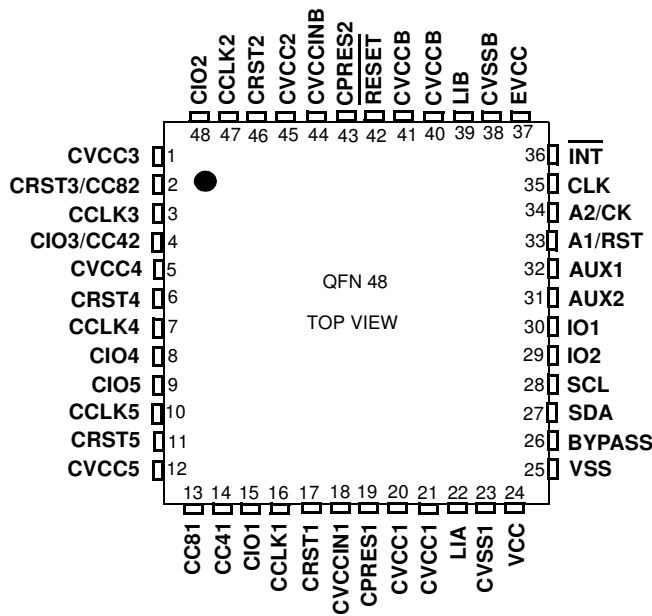 CIO2 CCLK2 CRST2 CVCC2 CVCCINB CPRES2 RESET CVCCB CVCCB LIB CVSSB EVCC
48 47 46 45 44 43 42 41 40 39 38 37
CVCC3 1
CRST3/CC82 2
CCLK3 3
CIO3/CC42 4
CVCC4 5
CRST4 6
CCLK4 7
CIO4 8
CIO5 9
CCLK5 10
CRST5 11
CVCC5 12
QFN 48
TOP VIEW
36 INT
35 CLK
34 A2/CK
33 A1/RST
32 AUX1
31 AUX2
30 IO1
29 IO2
28 SCL
27 SDA
26 BYPASS
25 VSS
13 14 15 16 17 18 19 20 21 22 23 24
CC81 CC41 CIO1 CCLK1 CRST1 CVCCIN1 CPRES1 CVCC1 CVCC1 LIA CVSS1 VCC